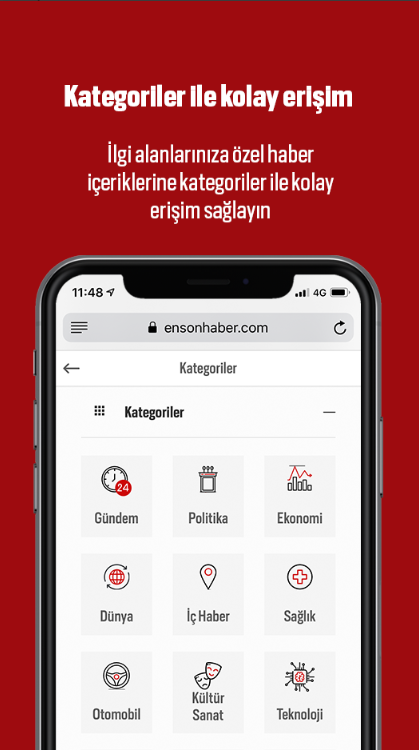 Kategoriler ile kolay erişim
İlgi alanlarınıza özel haber
içeriklerine kategoriler ile kolay
erişim sağlayın
11:48
4G
ensonhaber.com
Kategoriler
Kategoriler
24
Gündem
Politika
Ekonomi
Dünya
İç Haber
Sağlık
Otomobil
Kültür
Sanat
Teknoloji